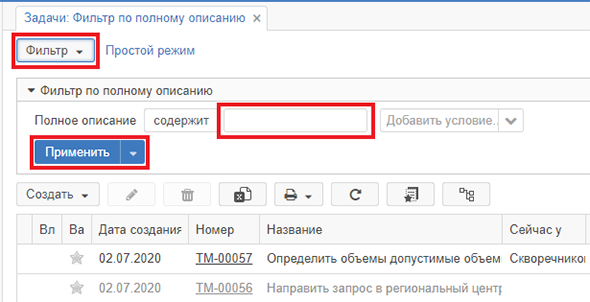 Задачи: Фильтр по полному описанию
Фильтр Простой режим
Фильтр по полному описанию
Полное описание содержит Добавить условие..
Применить
Создать
Вл Ва Дата создания Номер Название Сейчас у
02.07.2020 TM-00057 Определить объемы допустимые объем Скворечников
02.07.2020 TM-00056 Направить запрос в региональный центр